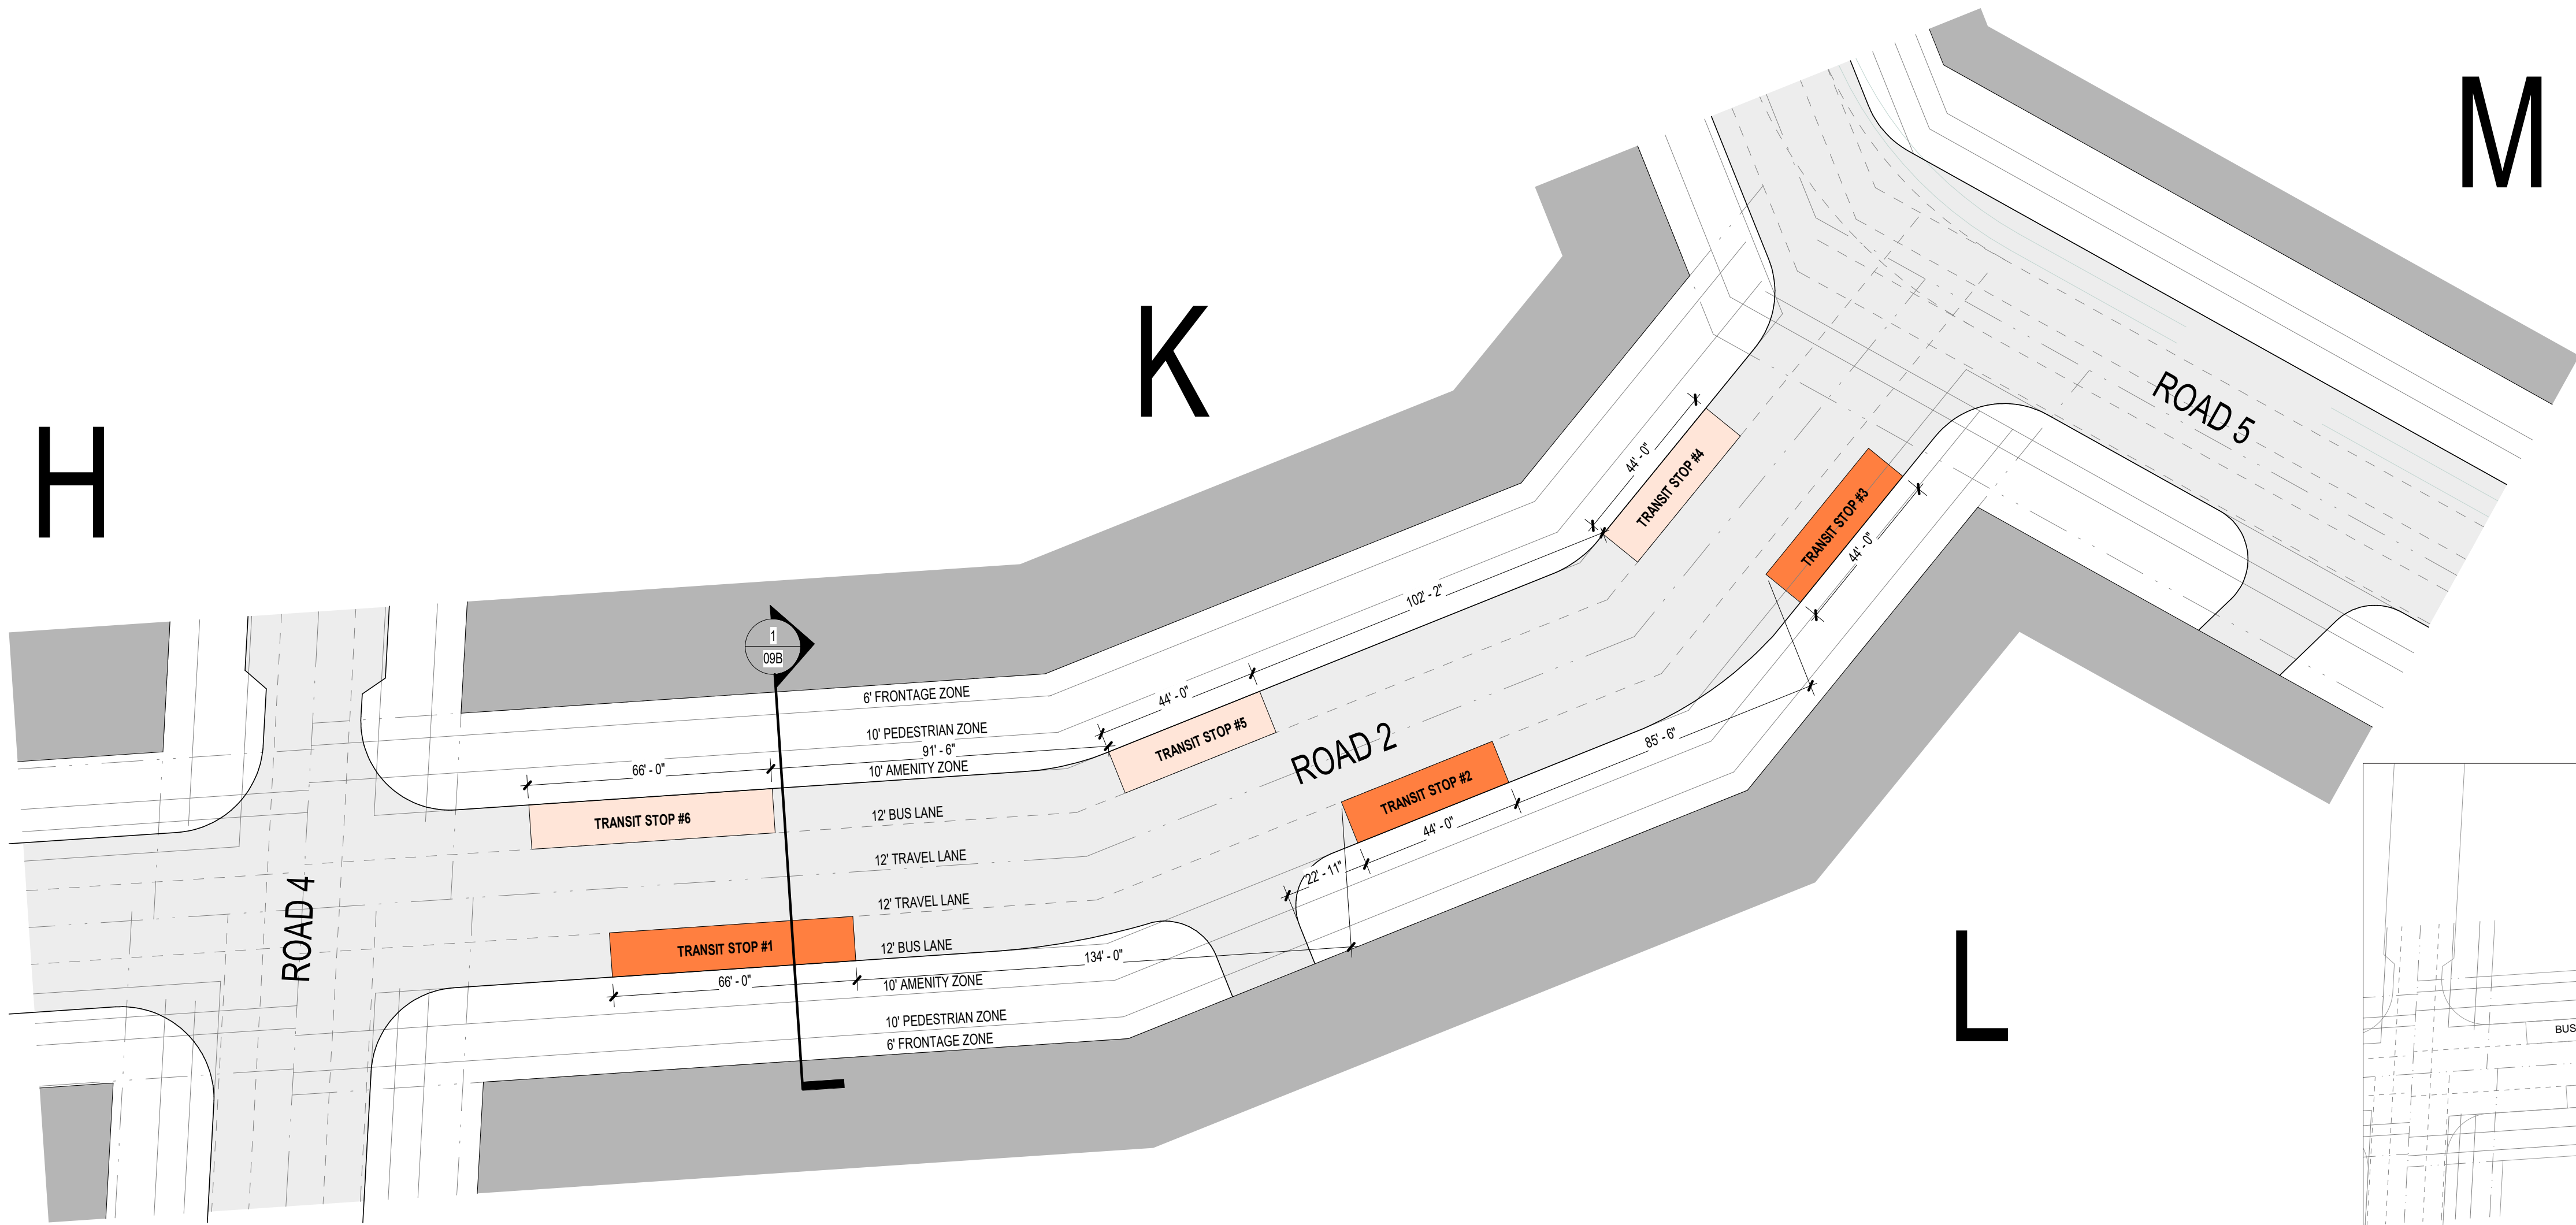 M
K
H
ROAD 5
44' - 0"
TRANSIT STOP #4
TRANSIT STOP #3
44' - 0"
102' - 2"
1
09B
6' FRONTAGE ZONE
44' - 0"
10' PEDESTRIAN ZONE
91' - 6"
TRANSIT STOP #5
66' - 0"
10' AMENITY ZONE
ROAD 2
85' - 6"
TRANSIT STOP #6
12' BUS LANE
TRANSIT STOP #2
44' - 0"
12' TRAVEL LANE
22' - 11"
12' TRAVEL LANE
ROAD 4
TRANSIT STOP #1
12' BUS LANE
134' - 0"
66' - 0"
10' AMENITY ZONE
L
10' PEDESTRIAN ZONE
6' FRONTAGE ZONE
BUS